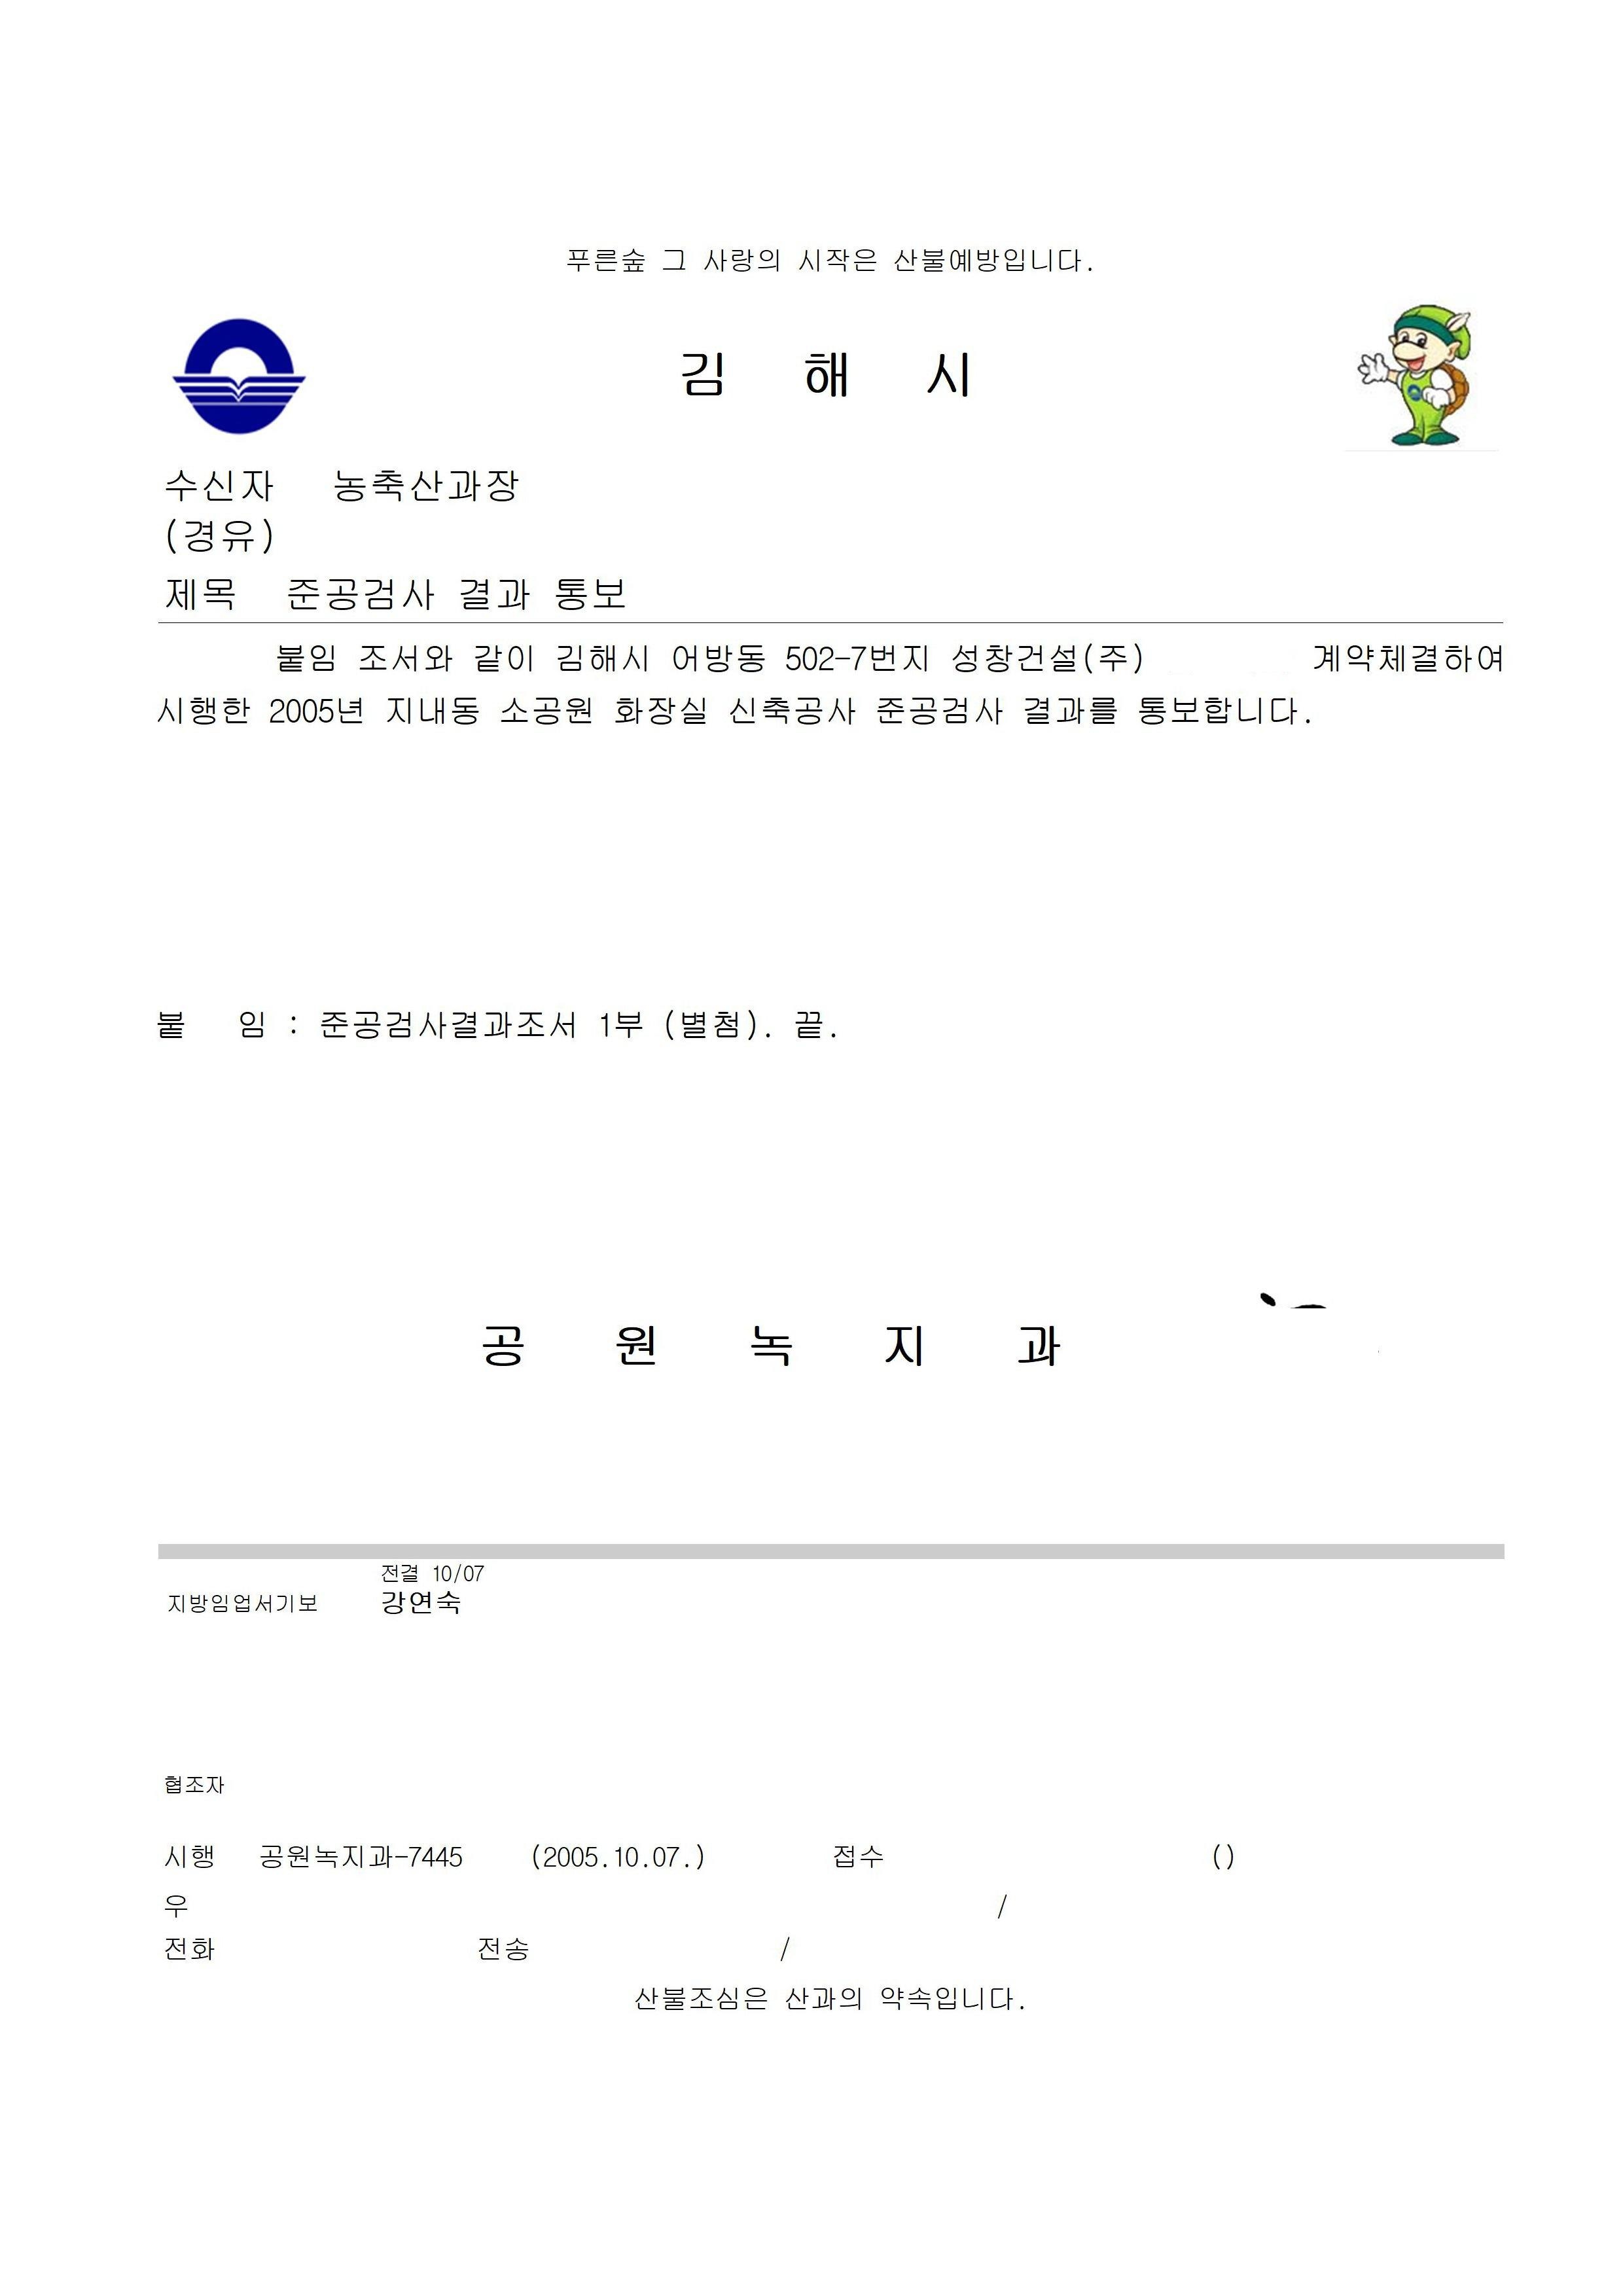 푸른숲 그 사랑의 시작은 산불예방입니다.
김 해 시
수신자 농축산과장
(경유)
제목 준공검사 결과 통보
붙임 조서와 같이 김해시 어방동 502-7번지 성창건설(주) 계약체결하여
시행한 2005년 지내동 소공원 화장실 신축공사 준공검사 결과를 통보합니다.
붙 임 : 준공검사결과조서 1부 (별첨). 끝.
공 원 녹 지 과
전결 10/07
지방임업서기보 강연숙
협조자
시행 공원녹지과-7445 (2005.10.07.) 접수 ()
우 /
전화 전송 /
산불조심은 산과의 약속입니다.